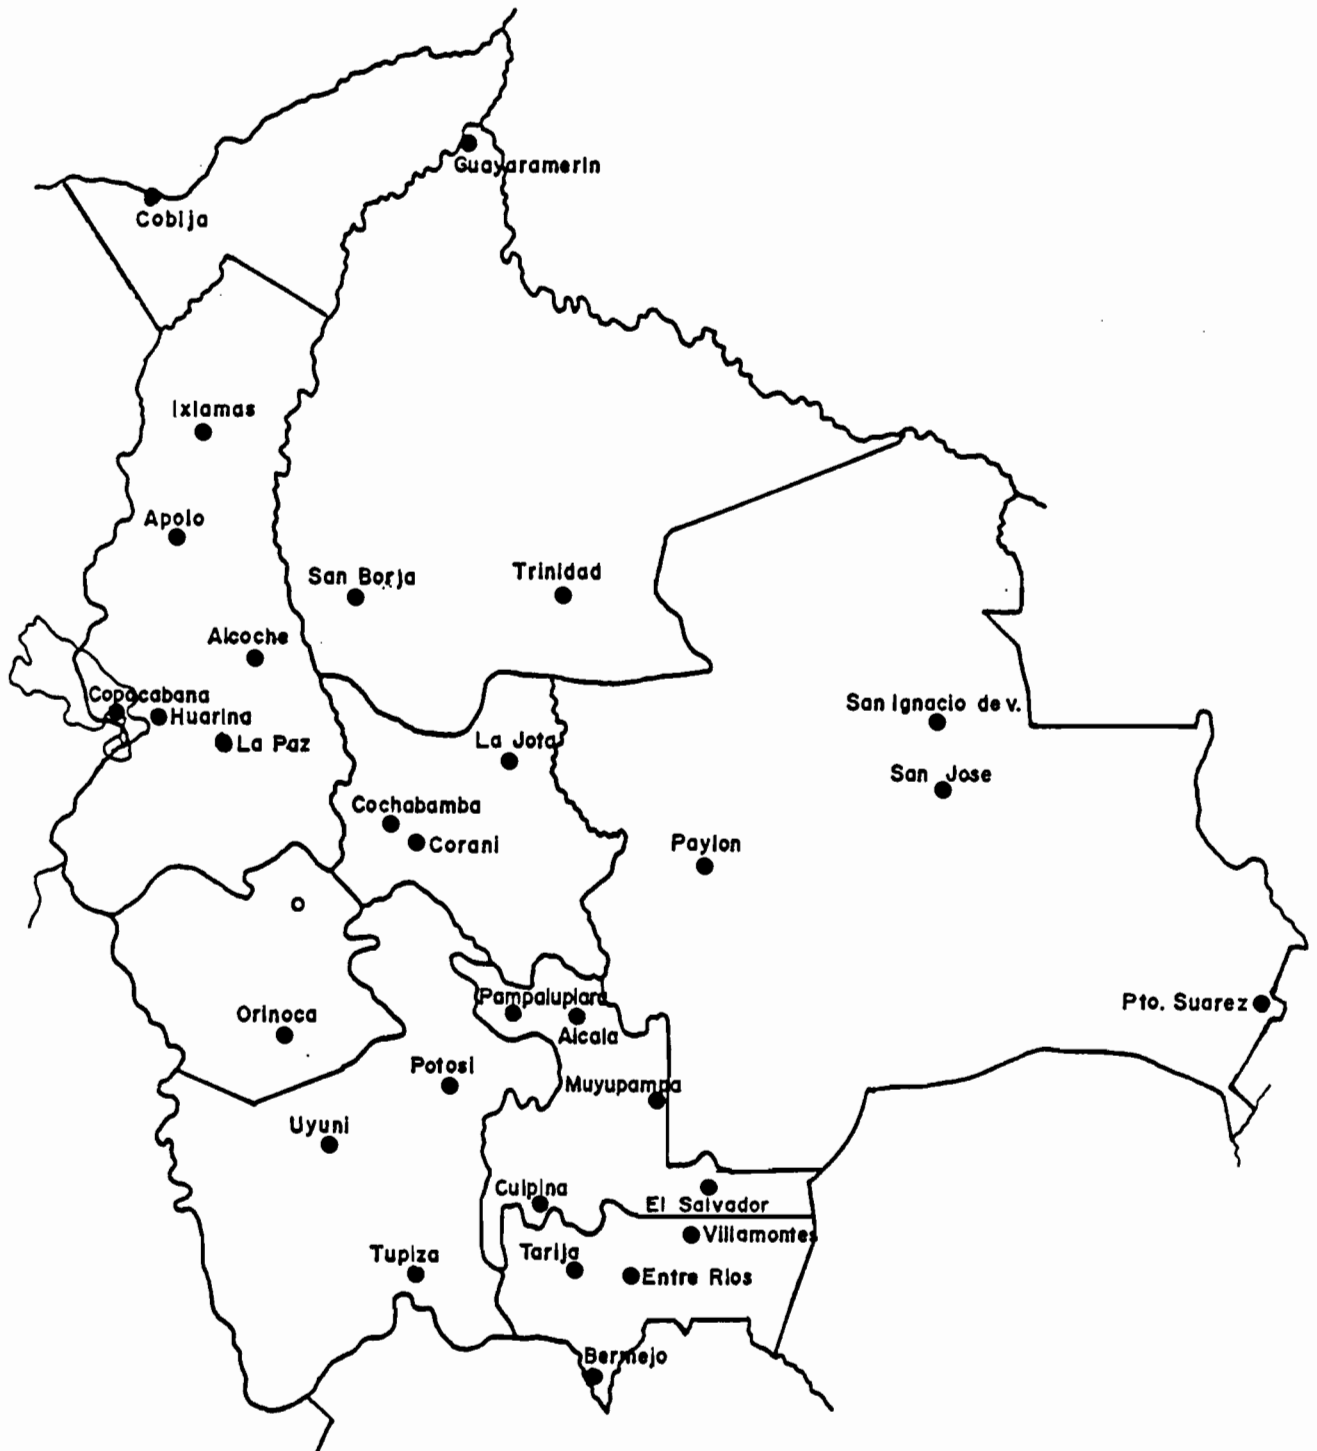 Guayaramerin
Cobija
Ixiamas
Apolo
San Borja
Trinidad
Alcoche
Copacabana
Huarina
La Paz
San Ignacio de v.
La Jota
San Jose
Cochabamba
Corani
Paylon
Pampalupiara
Pto. Suarez
Orinoca
Alcala
Potosi
Muyupampa
Uyuni
Culpina
El Salvador
Villamontes
Tupiza
Tarija
Entre Rios
Bermejo